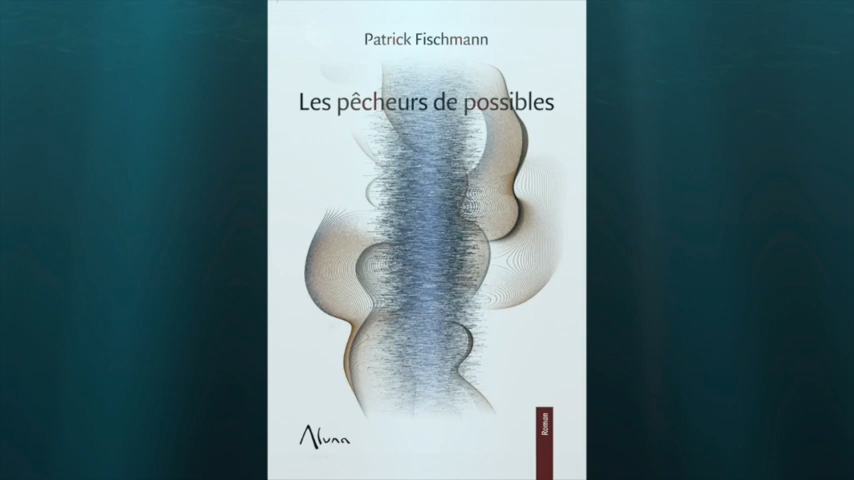 Patrick Fischmann
Les pêcheurs de possibles
Aluna
Roman